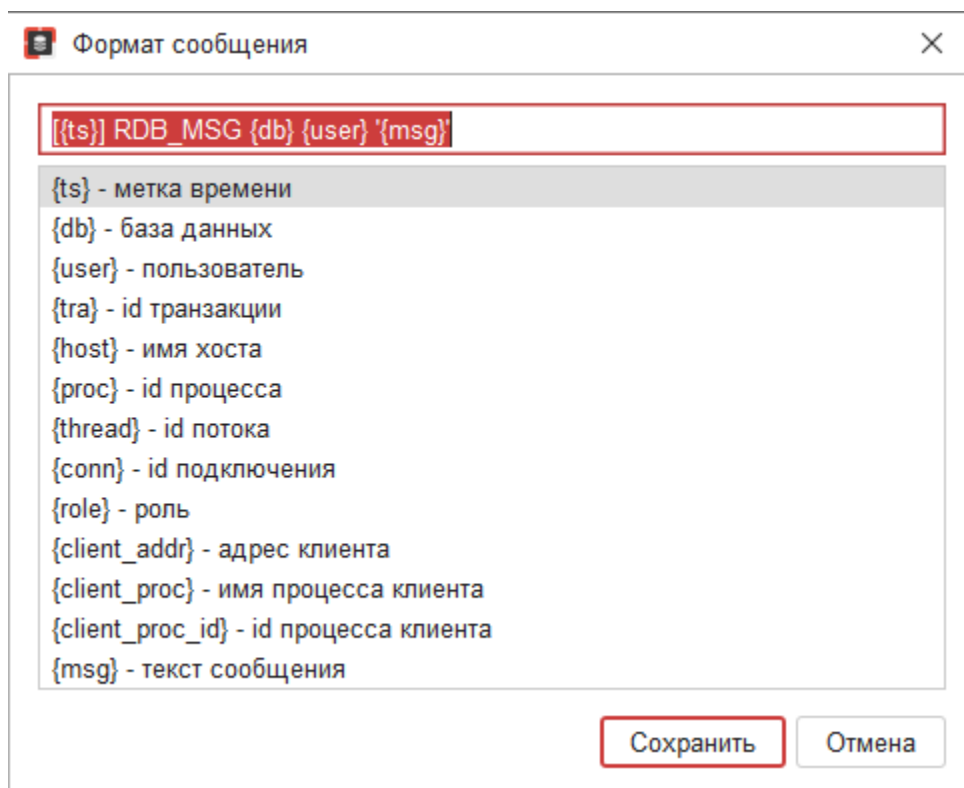 Формат сообщения
[{ts}] RDB_MSG {db} {user} '{msg}'
{ts} - метка времени
{db} - база данных
{user} - пользователь
{tra} - id транзакции
{host} - имя хоста
{proc} - id процесса
{thread} - id потока
{conn} - id подключения
{role} - роль
{client_addr} - адрес клиента
{client_proc} - имя процесса клиента
{client_proc_id} - id процесса клиента
{msg} - текст сообщения
Сохранить Отмена